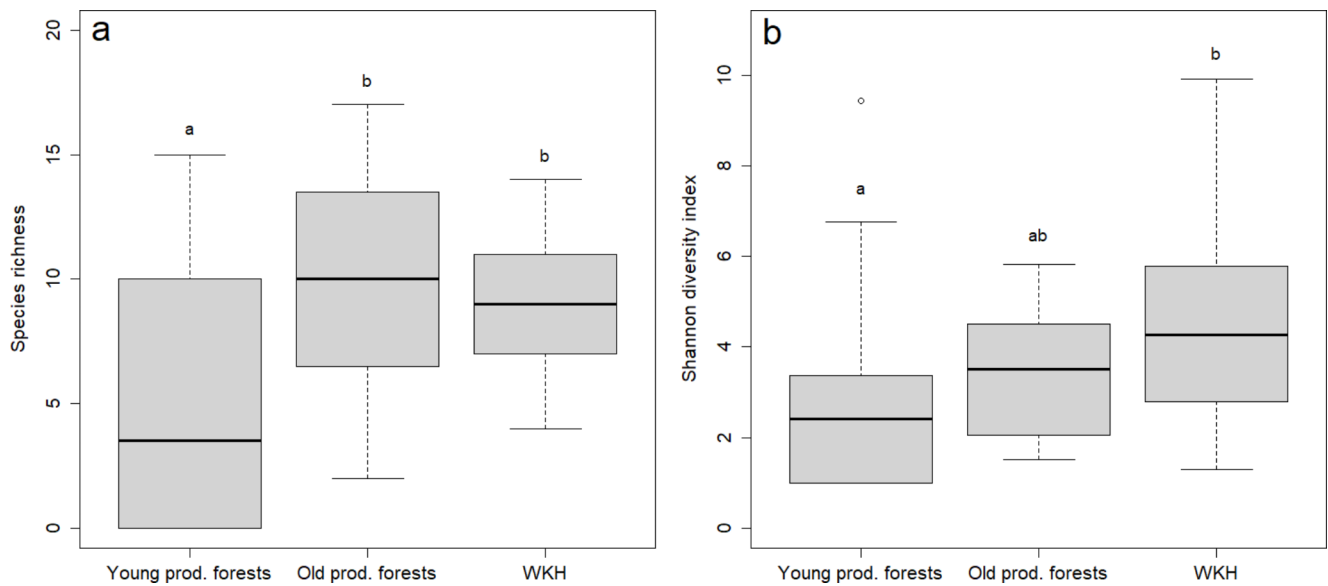 a
Species richness
20
15
10
5
0
a
b
b
Young prod. forests
Old prod. forests
WKH
b
Shannon diversity index
10
8
6
4
2
0
a
ab
b
Young prod. forests
Old prod. forests
WKH